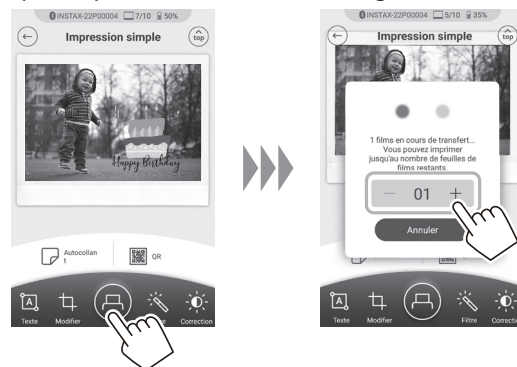 INSTAX-22P00004 7/10 50%
Impression simple
top
Happy Birthday
Autocollan
t
QR
Texte
Modifier
Correction
INSTAX-22P00004 5/10 35%
Impression simple
top
1 films en cours de transfert...
Vous pouvez imprimer
jusqu'au nombre de feuilles de
films restants.
01
Annuler
Texte
Modifier
Filtre
Correctio